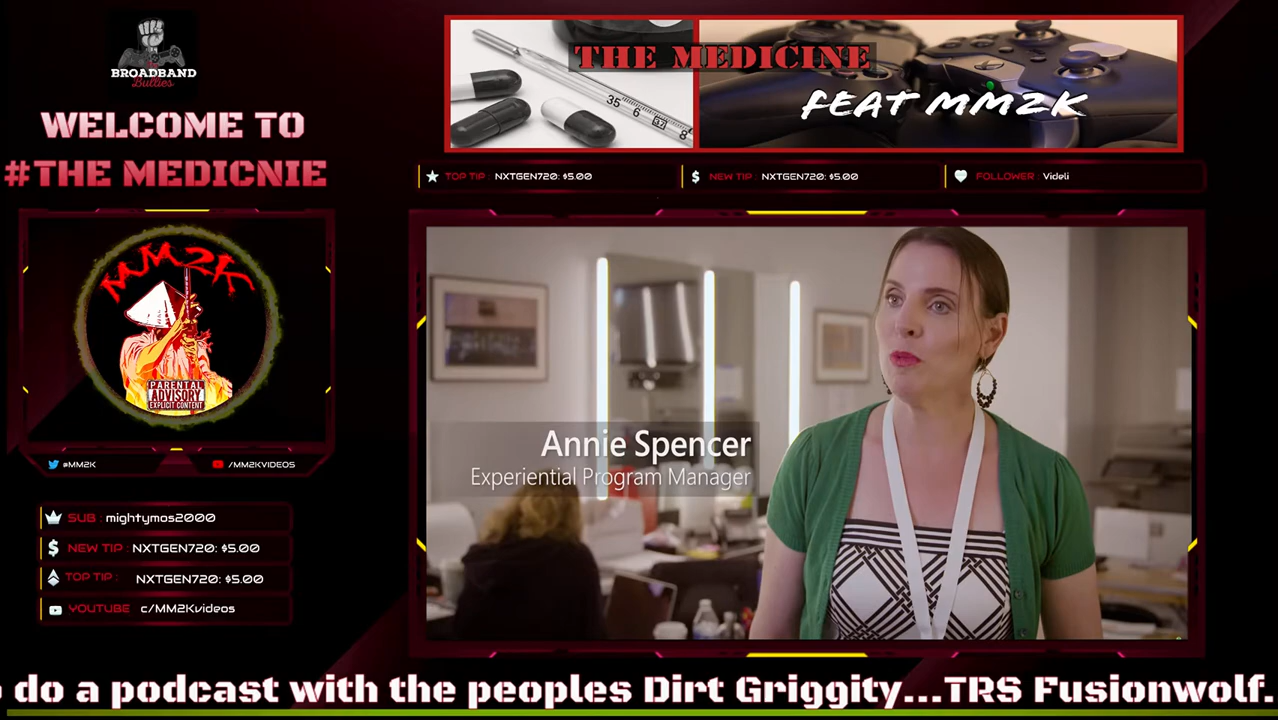 BROADBAND
Bullies
WELCOME TO
#THE MEDICNIE
THE MEDICINE
FEAT MM2K
35 6 37 8
TOP TIP : NXTGEN720: $5.00
NEW TIP : NXTGEN720: $5.00
FOLLOWER : Videli
MM2K
PARENTAL
ADVISORY
EXPLICIT CONTENT
@MM2K
/MM2KVIDEOS
SUB : mightymos2000
NEW TIP : NXTGEN720: $5.00
TOP TIP : NXTGEN720: $5.00
YOUTUBE c/MM2Kvideos
Annie Spencer
Experiential Program Manager
do a podcast with the peoples Dirt Griggity...TRS Fusionwolf.